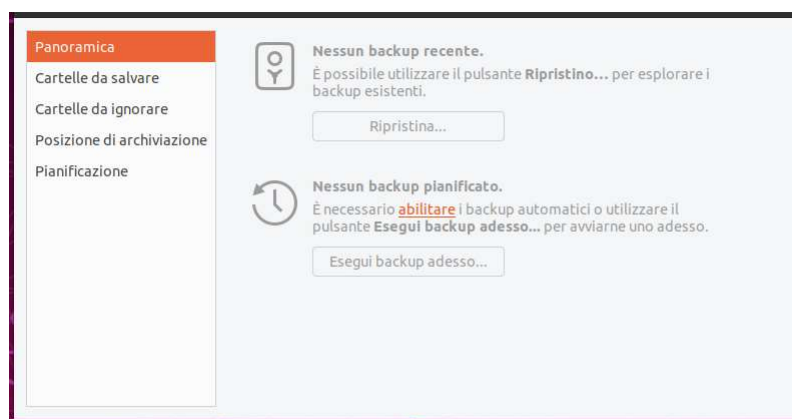 Panoramica
Cartelle da salvare
Cartelle da ignorare
Posizione di archiviazione
Pianificazione
Nessun backup recente.
È possibile utilizzare il pulsante Ripristino... per esplorare i
backup esistenti.
Ripristina...
Nessun backup pianificato.
È necessario abilitare i backup automatici o utilizzare il
pulsante Esegui backup adesso... per avviarne uno adesso.
Esegui backup adesso...